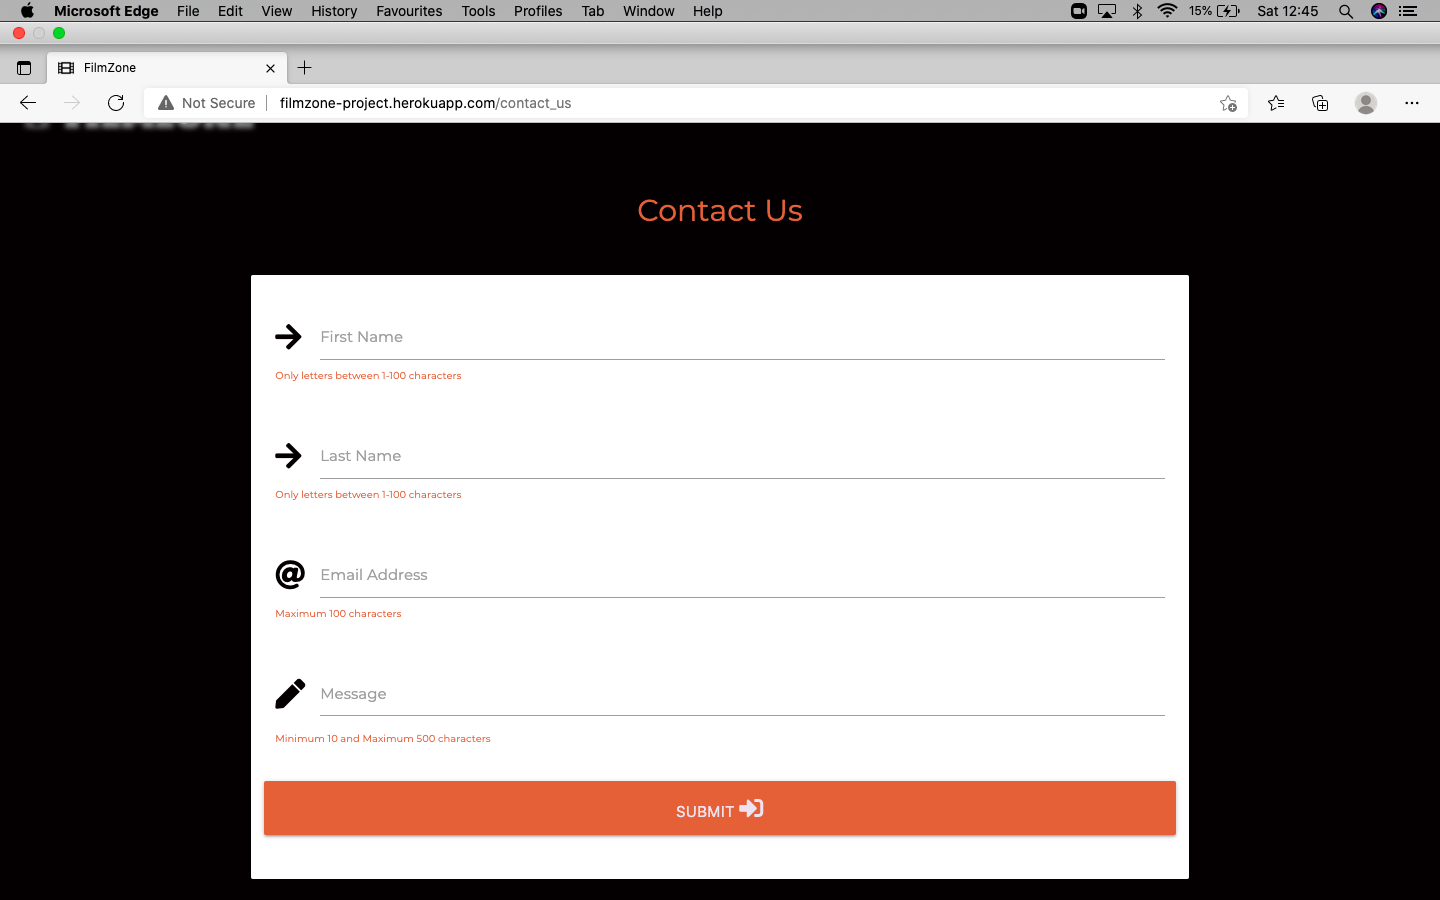 Microsoft Edge File Edit View History Favourites Tools Profiles Tab Window Help 15% Sat 12:45
FilmZone
Not Secure filmzone-project.herokuapp.com/contact_us
Contact Us
First Name
Only letters between 1-100 characters
Last Name
Only letters between 1-100 characters
@ Email Address
Maximum 100 characters
Message
Minimum 10 and Maximum 500 characters
SUBMIT